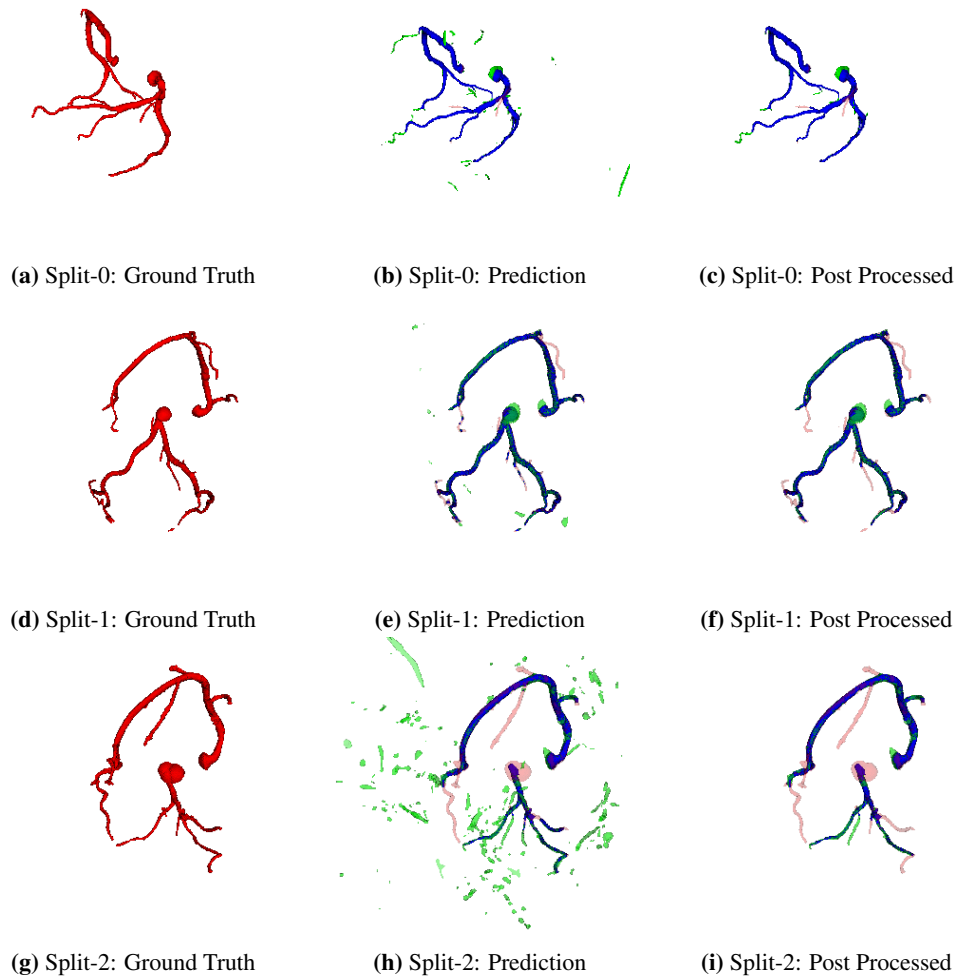 (a) Split-0: Ground Truth
(b) Split-0: Prediction
(c) Split-0: Post Processed
(d) Split-1: Ground Truth
(e) Split-1: Prediction
(f) Split-1: Post Processed
(g) Split-2: Ground Truth
(h) Split-2: Prediction
(i) Split-2: Post Processed